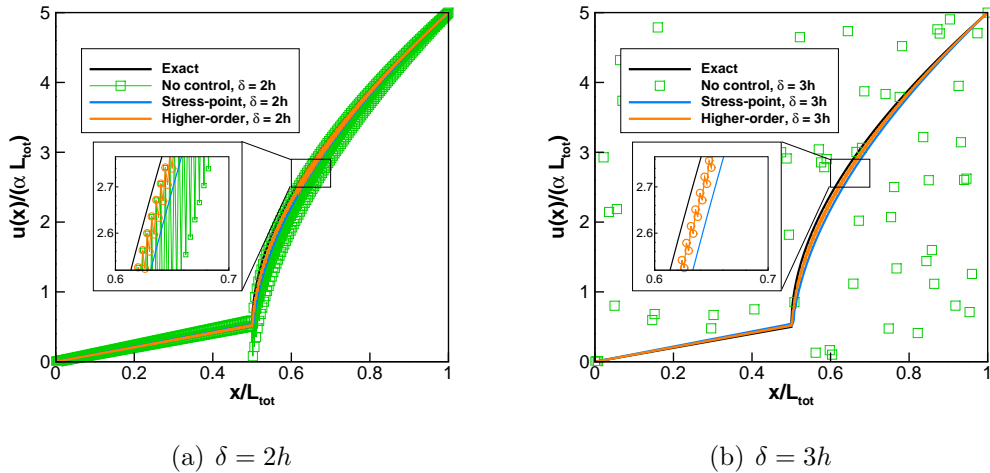 u(x)/(α L_tot)
5
4
3
2
1
0
Exact
No control, δ = 2h
Stress-point, δ = 2h
Higher-order, δ = 2h
2.7
2.6
0.6
0.7
0
0.2
0.4
0.6
0.8
1
x/L_tot
(a) δ = 2h
u(x)/(α L_tot)
5
4
3
2
1
0
Exact
No control, δ = 3h
Stress-point, δ = 3h
Higher-order, δ = 3h
2.7
2.6
0.6
0.7
0
0.2
0.4
0.6
0.8
1
x/L_tot
(b) δ = 3h